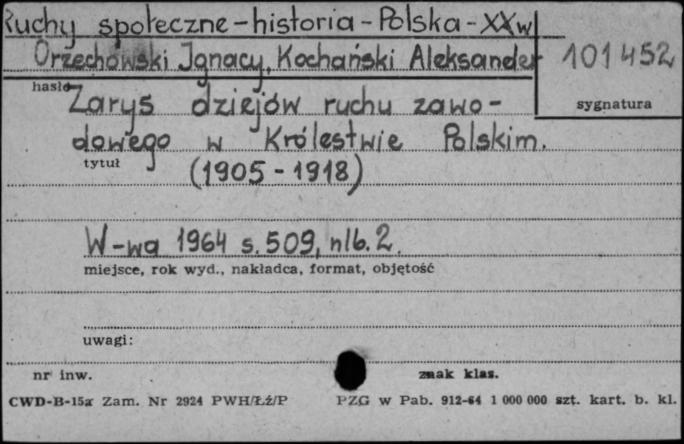 Ruchy społeczne - historia - Polska - XX w
Orzechowski Ignacy, Kochański Aleksander
101452
hasło
sygnatura
Zarys dziejów ruchu zawo-
dowego w Królestwie Polskim.
tytuł
(1905 - 1918)
W-wa 1964 s. 509, nlb. 2.
miejsce, rok wyd., nakładca, format, objętość
uwagi:
nr inw.
znak klas.
CWD-B-15a Zam. Nr 2924 PWH/Łź/P
PZG w Pab. 912-64 1 000 000 szt. kart. b. kl.